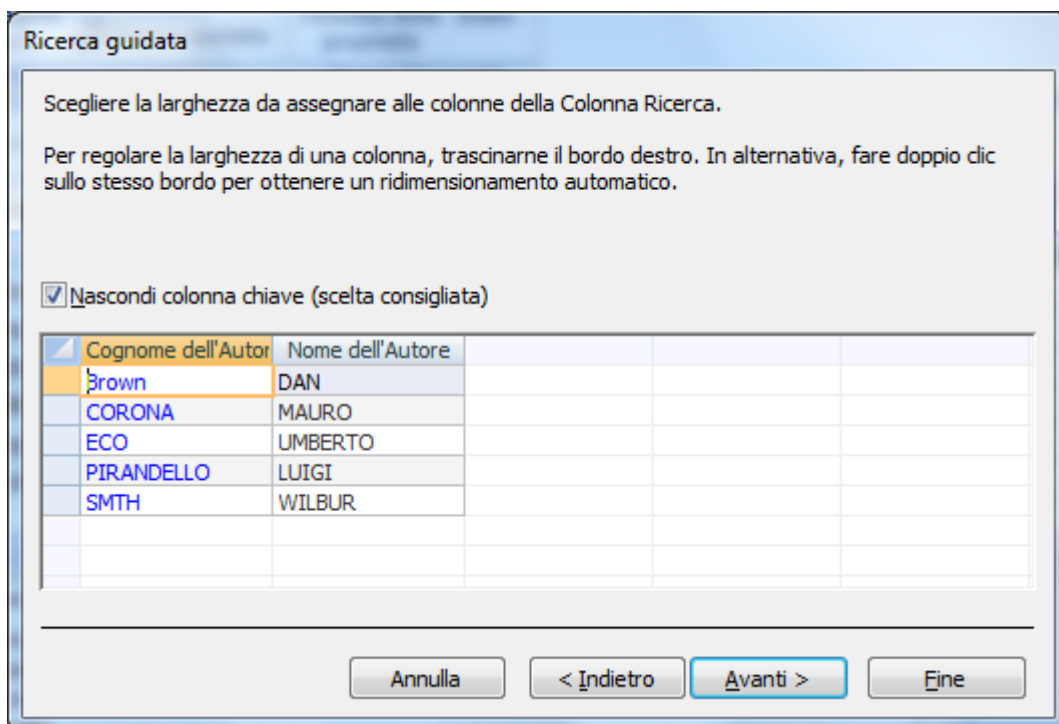 Ricerca guidata
Scegliere la larghezza da assegnare alle colonne della Colonna Ricerca.
Per regolare la larghezza di una colonna, trascinarne il bordo destro. In alternativa, fare doppio clic
sullo stesso bordo per ottenere un ridimensionamento automatico.
Nascondi colonna chiave (scelta consigliata)
Cognome dell'Autor Nome dell'Autore
Brown DAN
CORONA MAURO
ECO UMBERTO
PIRANDELLO LUIGI
SMTH WILBUR
Annulla < Indietro Avanti > Fine